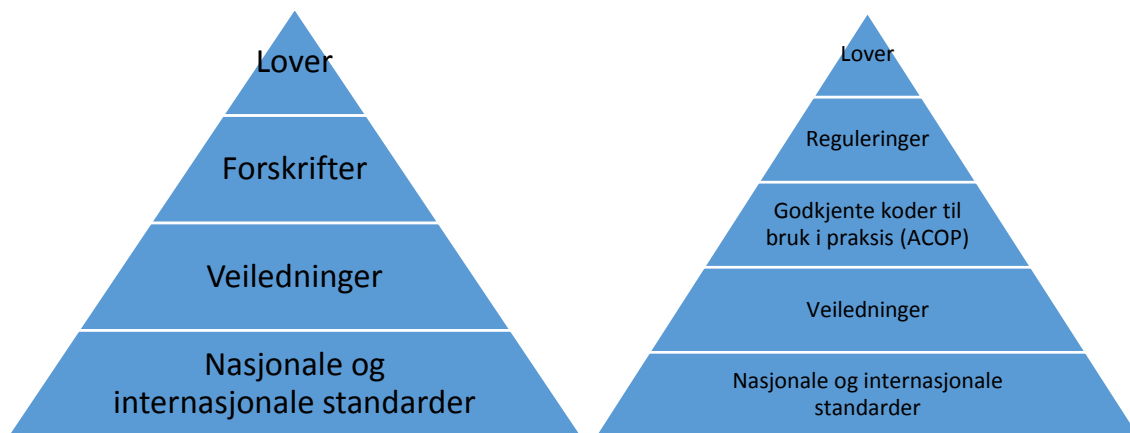 Lover
Forskrifter
Veiledninger
Nasjonale og
internasjonale standarder
Lover
Reguleringer
Godkjente koder til
bruk i praksis (ACOP)
Veiledninger
Nasjonale og internasjonale
standarder